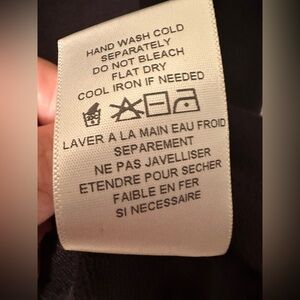 HAND WASH COLD
SEPARATELY
DO NOT BLEACH
FLAT DRY
COOL IRON IF NEEDED
LAVER A LA MAIN EAU FROID
SEPAREMENT
NE PAS JAVELLISER
ETENDRE POUR SECHER
FAIBLE EN FER
SI NECESSAIRE